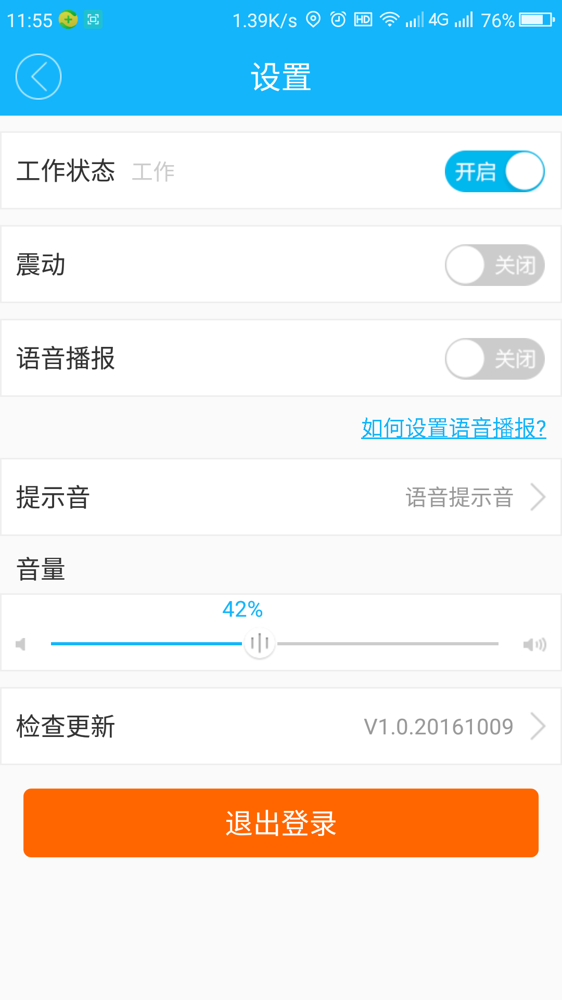 11:55 1.39K/s HD 4G 76%
设置
工作状态 工作 开启
震动 关闭
语音播报 关闭
如何设置语音播报?
提示音 语音提示音
音量
42%
检查更新 V1.0.20161009
退出登录